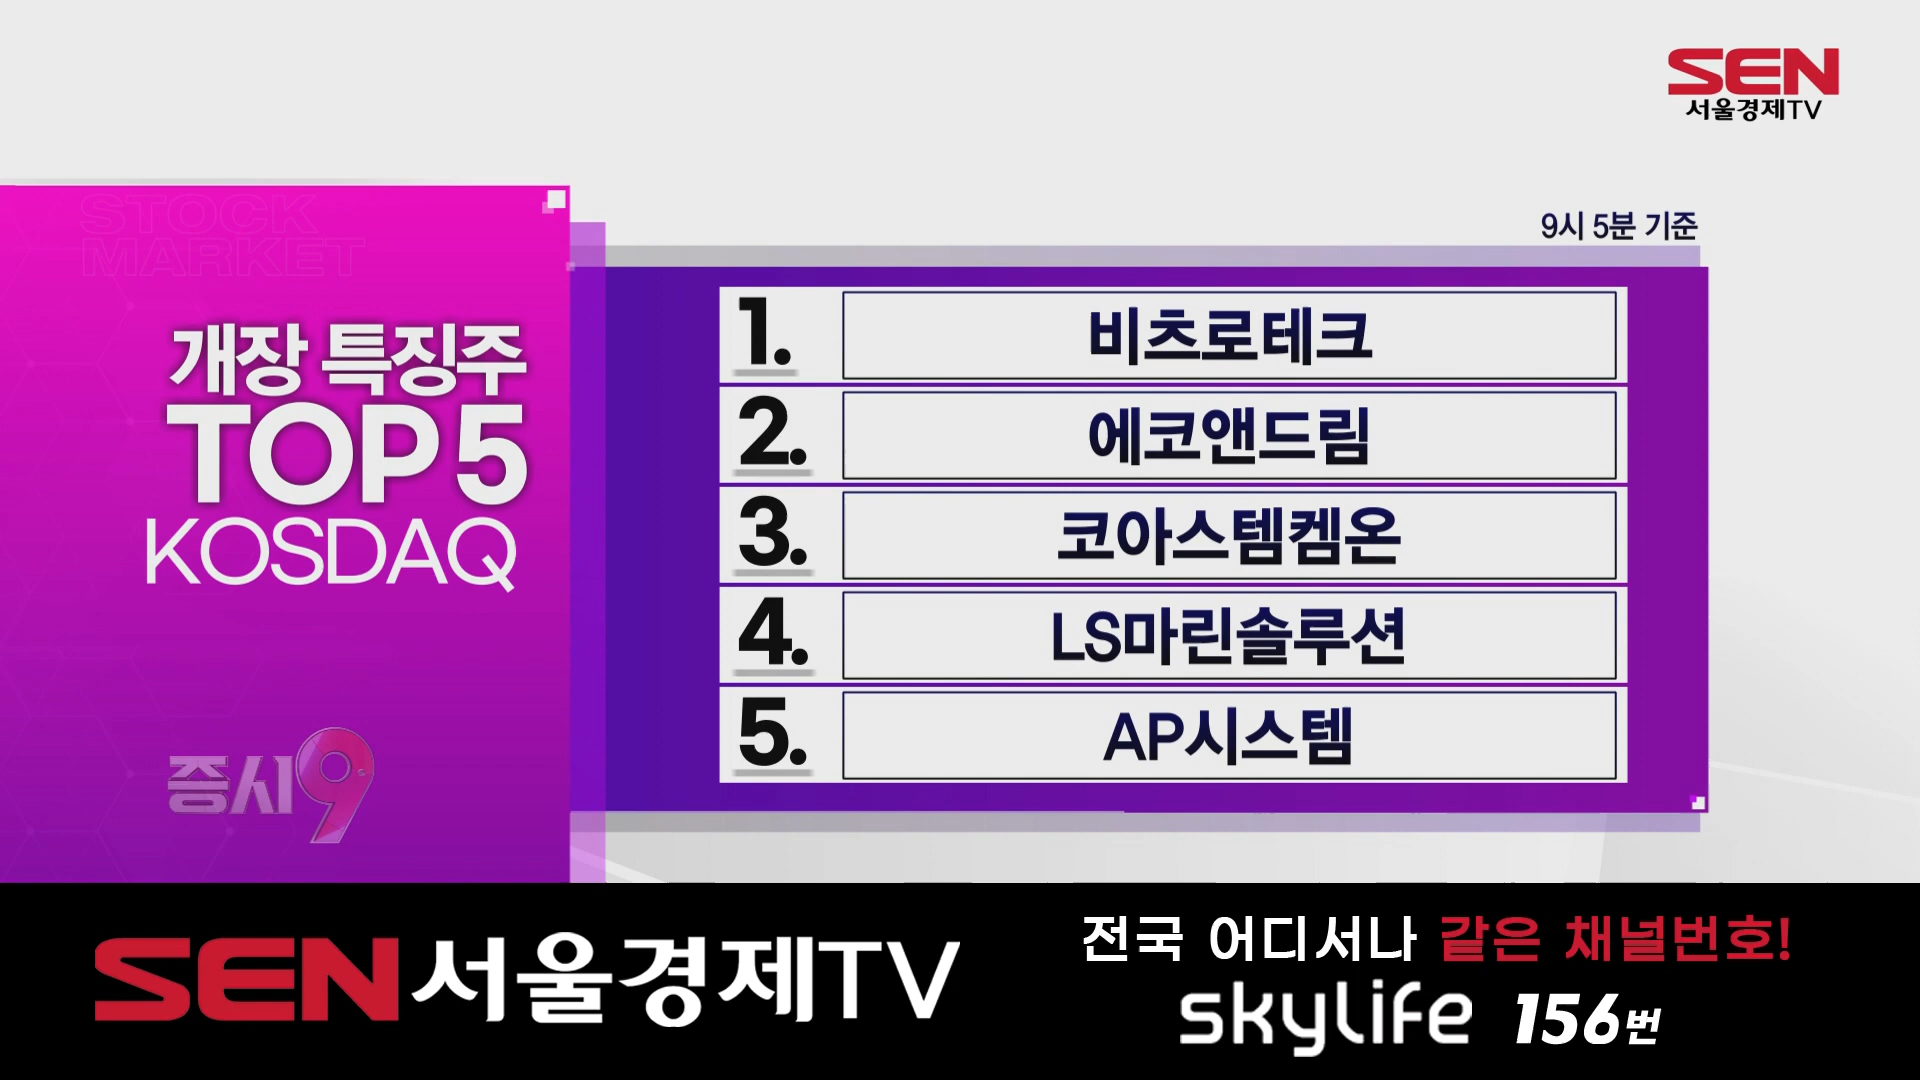 SEN
서울경제TV
STOCK
MARKET
9시 5분 기준
개장 특징주
TOP 5
KOSDAQ
1. 비츠로테크
2. 에코앤드림
3. 코아스템켐온
4. LS마린솔루션
5. AP시스템
증시9
SEN서울경제TV
전국 어디서나 같은 채널번호!
skylife 156번